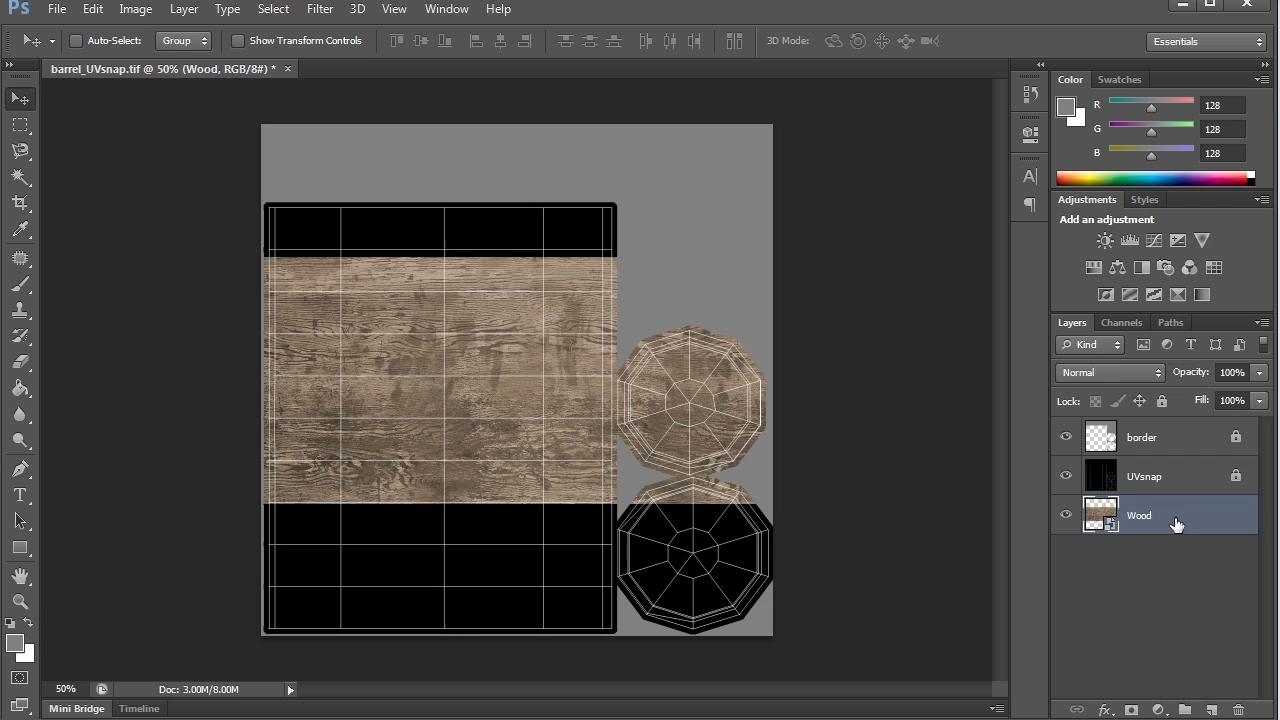 Ps File Edit Image Layer Type Select Filter 3D View Window Help
Auto-Select: Group Show Transform Controls 3D Mode: Essentials
barrel_UVsnap.tif @ 50% (Wood, RGB/8#) * ×
Color Swatches
R 128
G 128
B 128
Adjustments Styles
Add an adjustment
Layers Channels Paths
Kind
Normal Opacity: 100%
Lock: Fill: 100%
border
UVsnap
Wood
50% Doc: 3.00M/8.00M
Mini Bridge Timeline